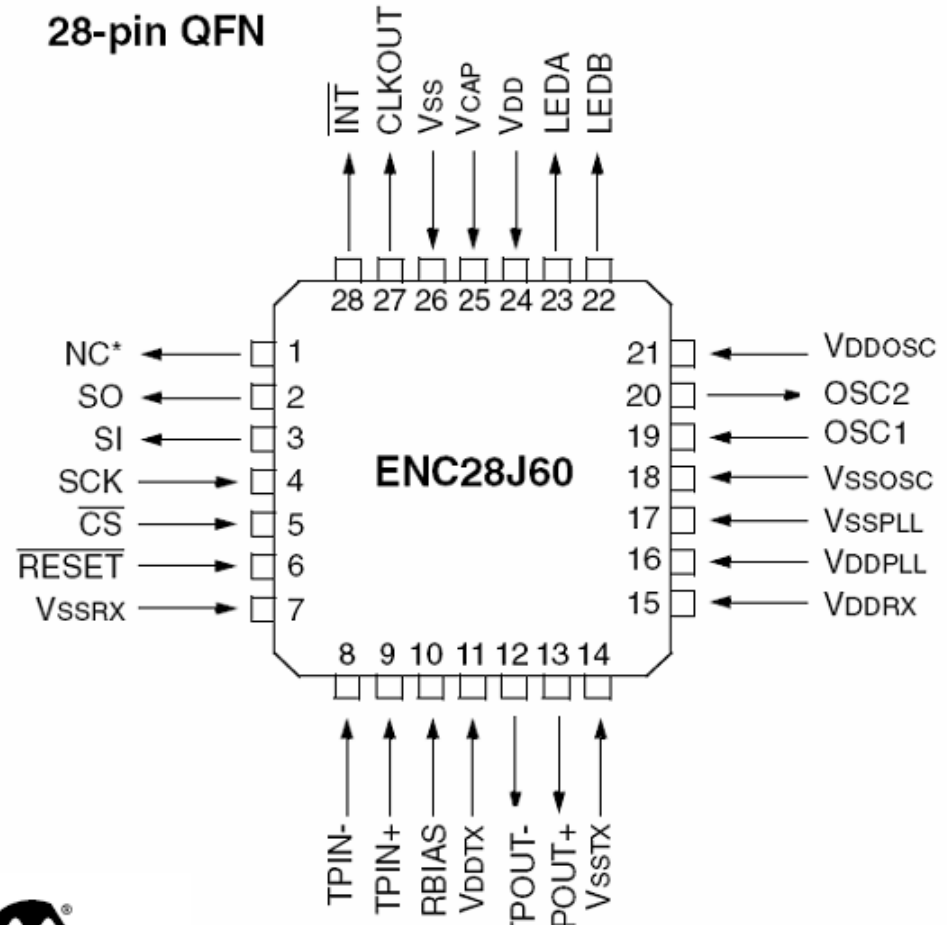 28-pin QFN
INT
CLKOUT
VSS
VCAP
VDD
LEDA
LEDB
28 27 26 25 24 23 22
NC* 1
SO 2
SI 3
SCK 4
CS 5
RESET 6
VSSRX 7
ENC28J60
21 VDDOSC
20 OSC2
19 OSC1
18 VSSOSC
17 VSSPLL
16 VDDPLL
15 VDDRX
8 9 10 11 12 13 14
TPIN-
TPIN+
RBIAS
VDDTX
TPOUT-
POUT+
VSSTX
®